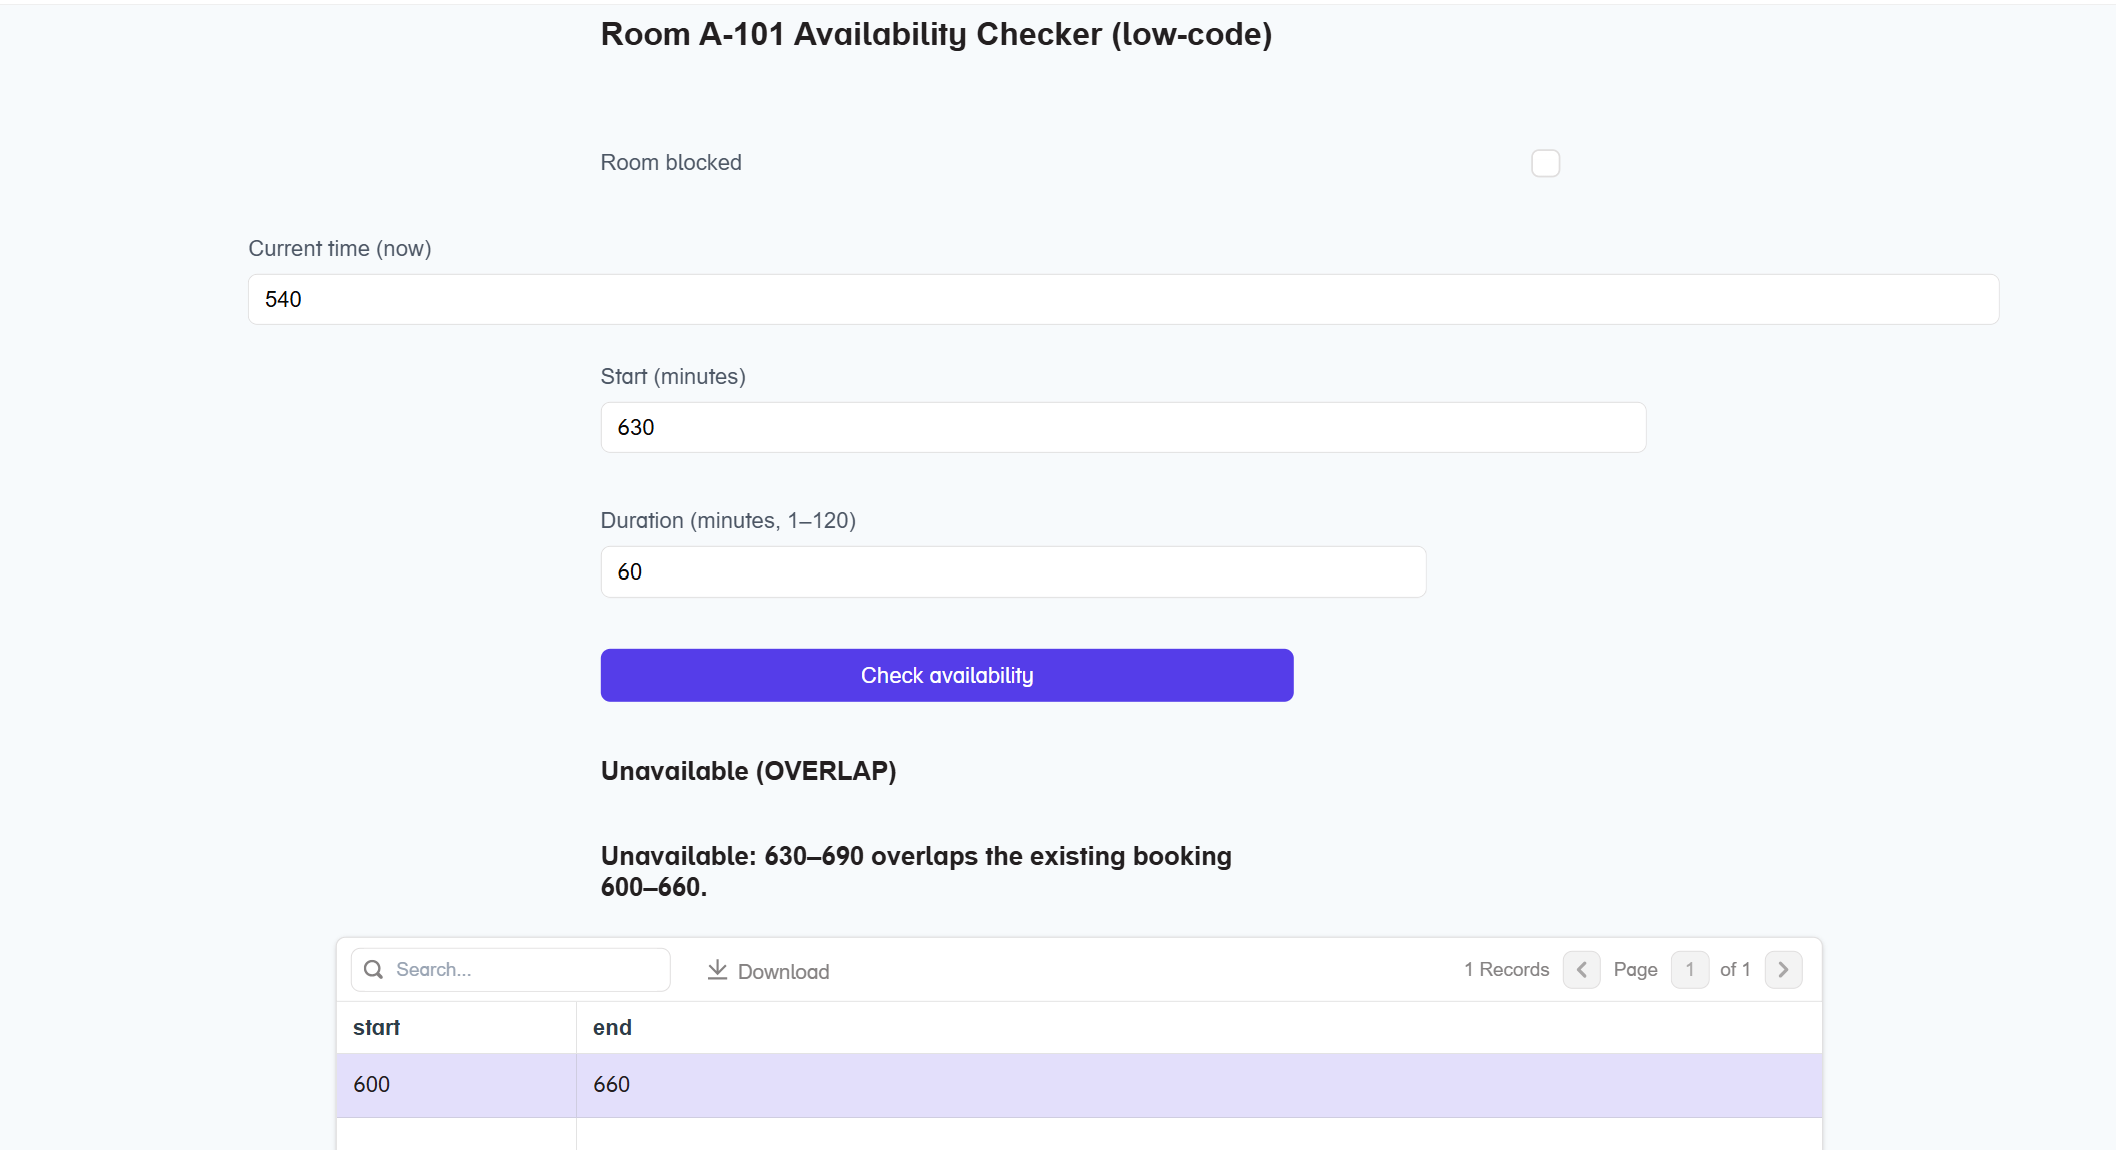 Room A-101 Availability Checker (low-code)
Room blocked
Current time (now)
540
Start (minutes)
630
Duration (minutes, 1–120)
60
Check availability
Unavailable (OVERLAP)
Unavailable: 630–690 overlaps the existing booking
600–660.
Search... Download 1 Records Page 1 of 1
start end
600 660